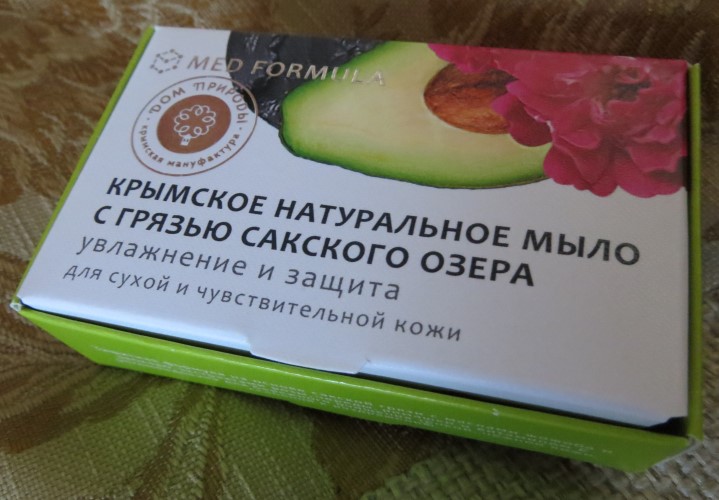 MED FORMULA
ДОМ ПРИРОДЫ
крымская мануфактура
КРЫМСКОЕ НАТУРАЛЬНОЕ МЫЛО
С ГРЯЗЬЮ САКСКОГО ОЗЕРА
увлажнение и защита
для сухой и чувствительной кожи